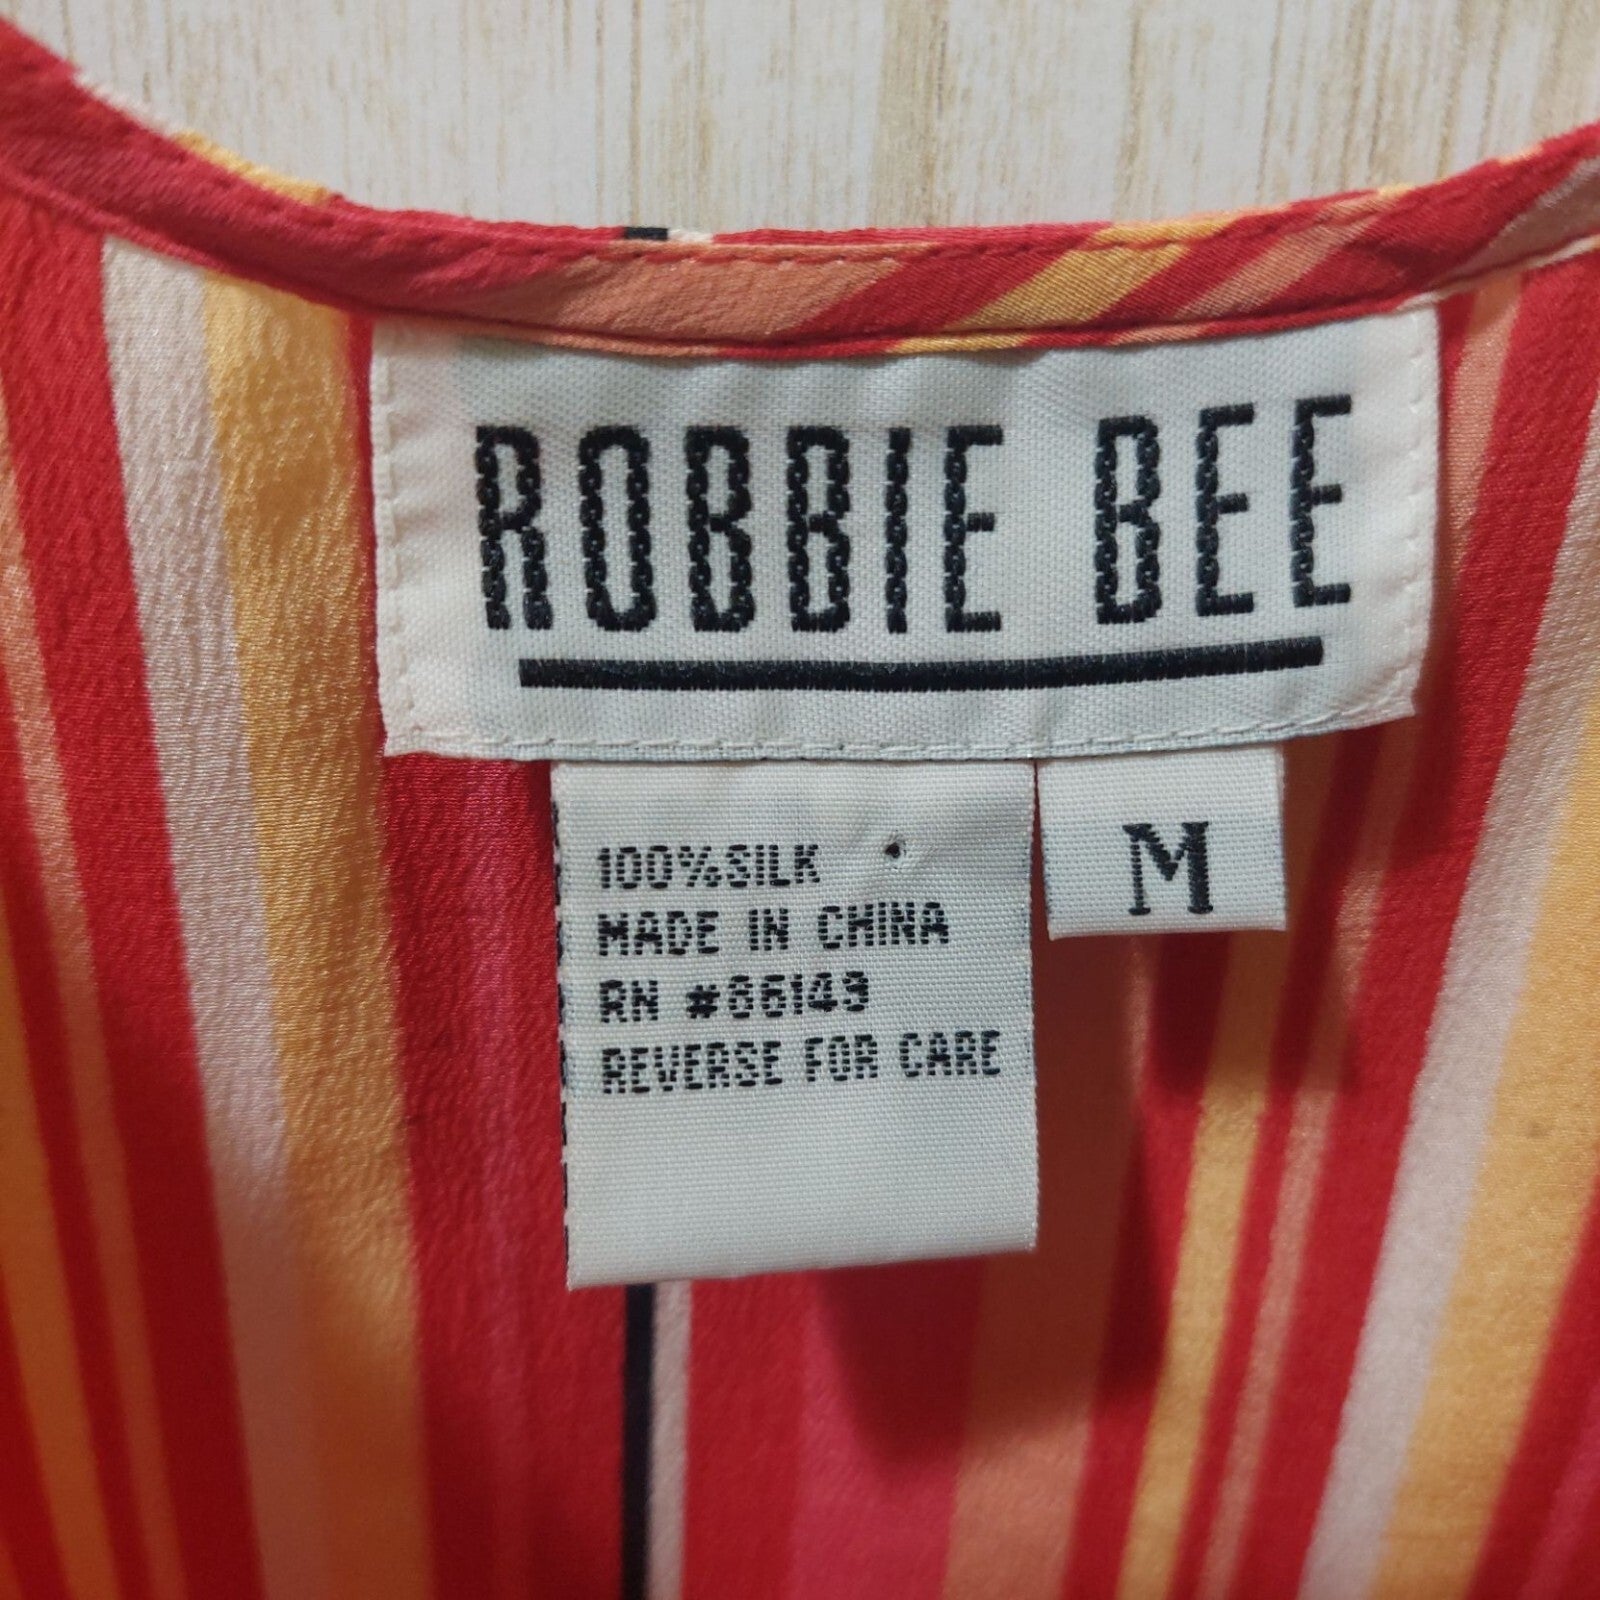 ROBBIE BEE
100%SILK
MADE IN CHINA
RN #86149
REVERSE FOR CARE
M